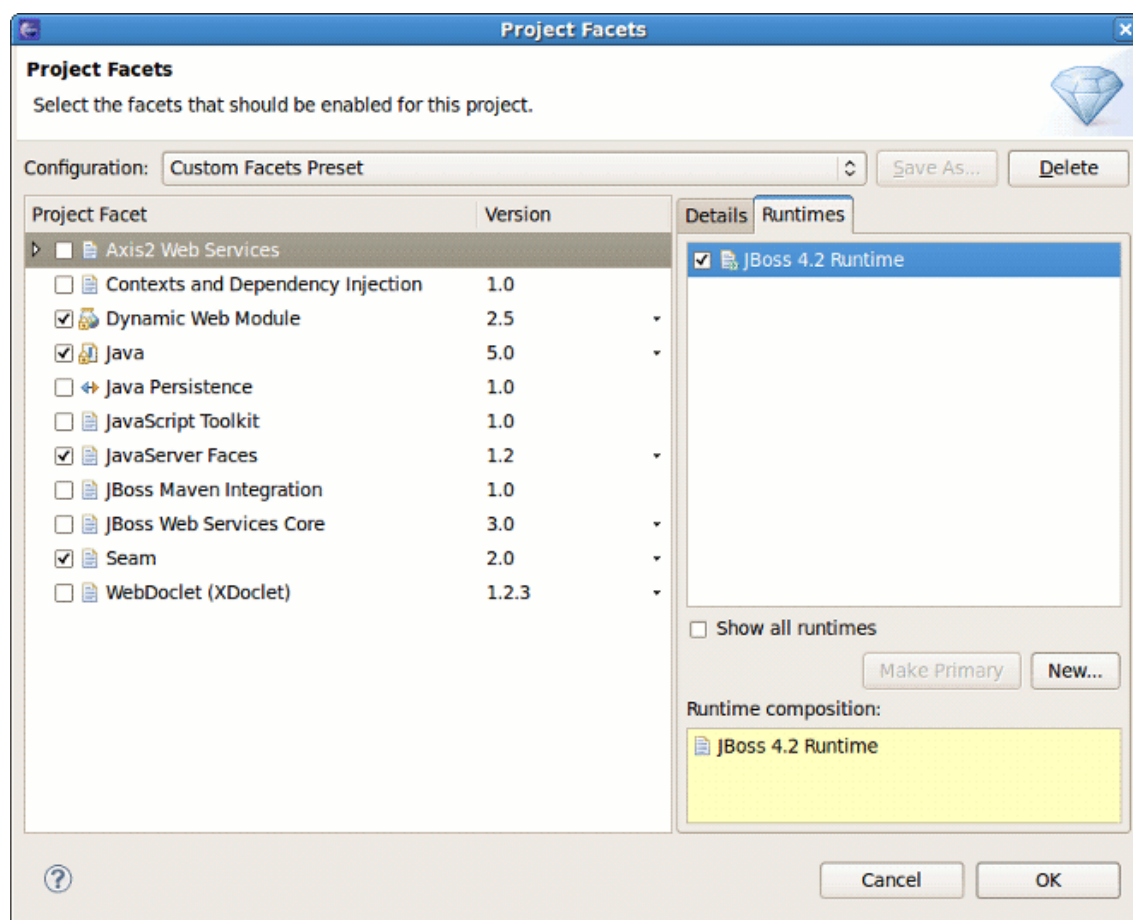 Project Facets
Project Facets
Select the facets that should be enabled for this project.
Configuration: Custom Facets Preset Save As... Delete
Project Facet Version
Axis2 Web Services
Contexts and Dependency Injection 1.0
Dynamic Web Module 2.5
Java 5.0
Java Persistence 1.0
JavaScript Toolkit 1.0
JavaServer Faces 1.2
JBoss Maven Integration 1.0
JBoss Web Services Core 3.0
Seam 2.0
WebDoclet (XDoclet) 1.2.3
Details Runtimes
JBoss 4.2 Runtime
Show all runtimes
Make Primary New...
Runtime composition:
JBoss 4.2 Runtime
? Cancel OK